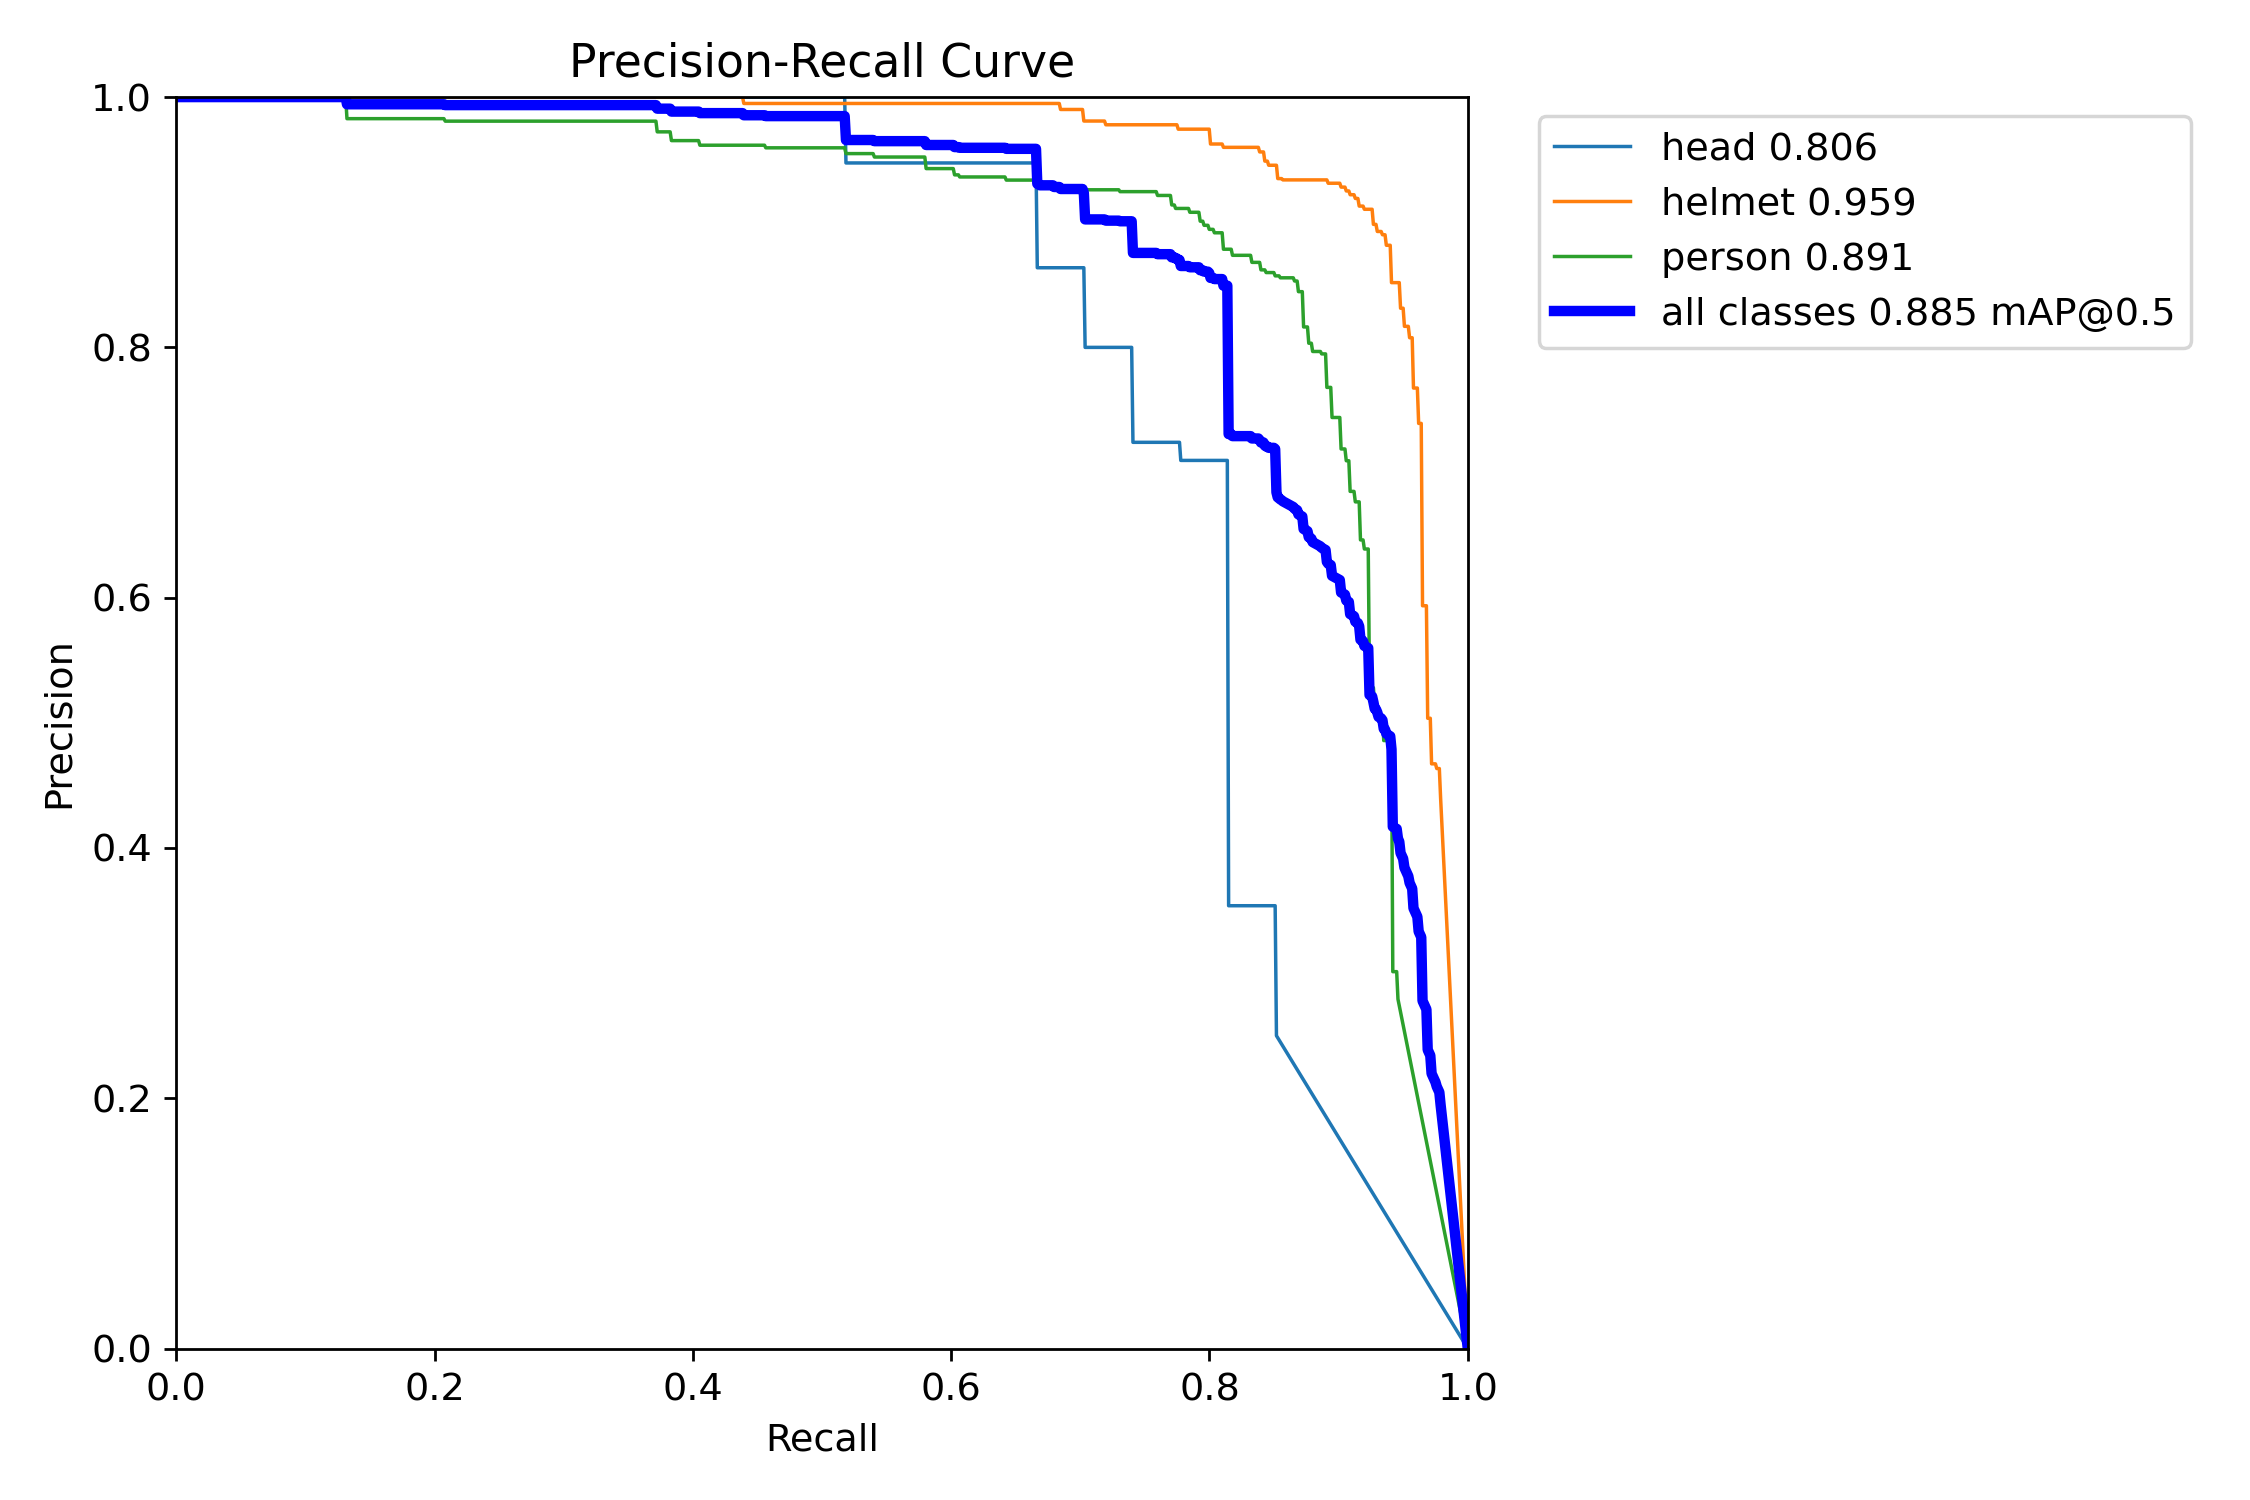 Precision-Recall Curve
1.0
0.8
0.6
0.4
0.2
0.0
Precision
0.0 0.2 0.4 0.6 0.8 1.0
Recall
head 0.806
helmet 0.959
person 0.891
all classes 0.885 mAP@0.5